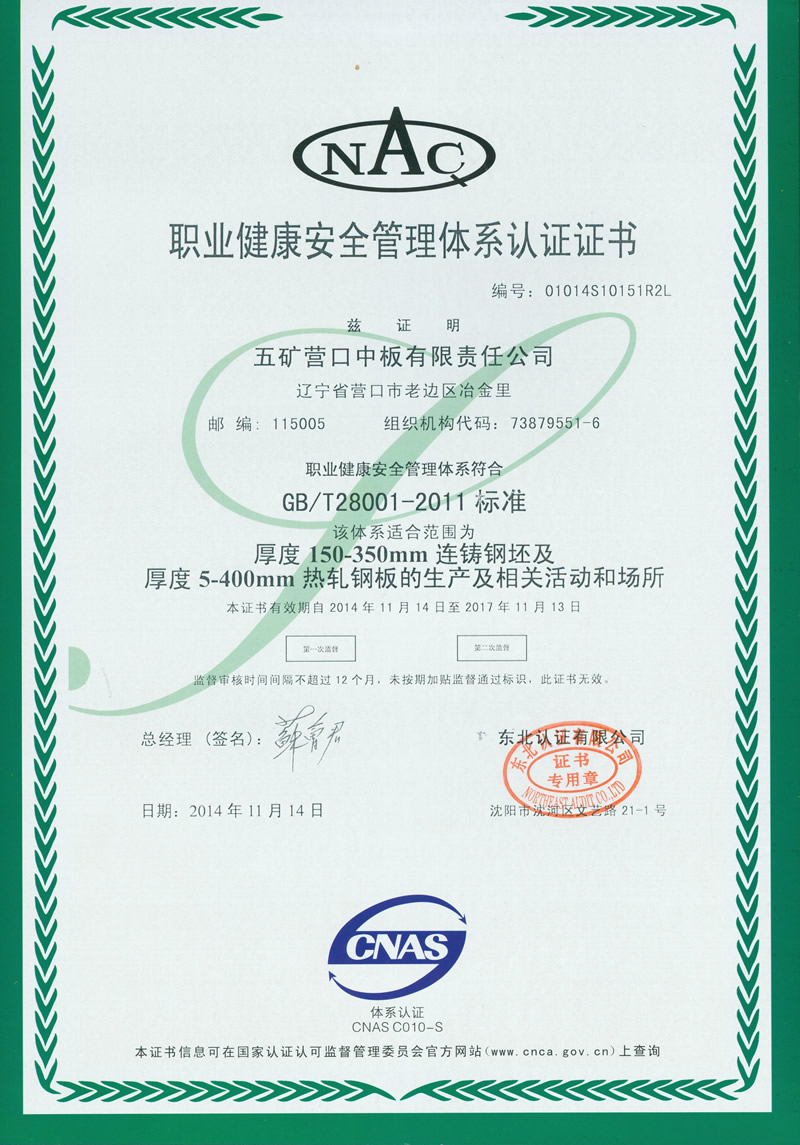 NAC
职业健康安全管理体系认证证书
编号：01014S10151R2L
兹 证 明
五矿营口中板有限责任公司
辽宁省营口市老边区冶金里
邮 编：115005 组织机构代码：73879551-6
职业健康安全管理体系符合
GB/T28001-2011 标准
该体系适合范围为
厚度 150-350mm 连铸钢坯及
厚度 5-400mm 热轧钢板的生产及相关活动和场所
本证书有效期自 2014 年 11 月 14 日至 2017 年 11 月 13 日
第一次监督 第二次监督
监督审核时间间隔不超过 12 个月，未按期加贴监督通过标识，此证书无效。
总经理 （签名）：
东北认证有限公司
东北认证有限公司
证书
专用章
NORTHEAST AUDIT CO.,LTD
日期：2014 年 11 月 14 日
沈阳市沈河区文艺路 21-1 号
CNAS
体系认证
CNAS C010-S
本证书信息可在国家认证认可监督管理委员会官方网站(www.cnca.gov.cn)上查询